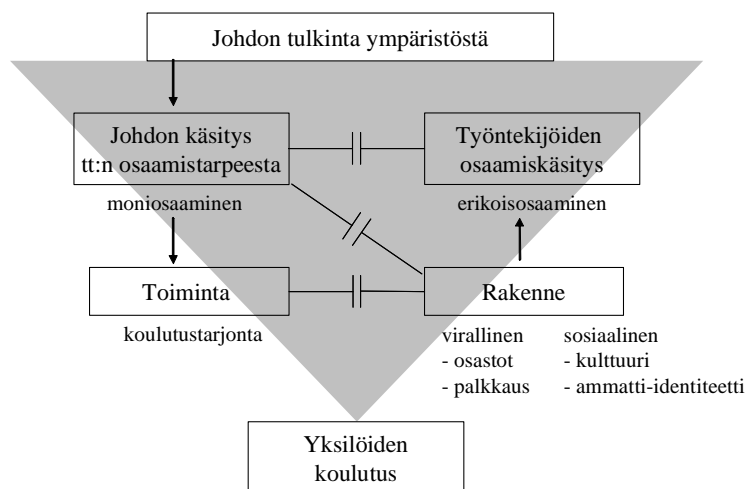 Johdon tulkinta ympäristöstä
Johdon käsitys
tt:n osaamistarpeesta
moniosaaminen
Työntekijöiden
osaamiskäsitys
erikoisosaaminen
Toiminta
koulutustarjonta
Rakenne
virallinen
- osastot
- palkkaus
sosiaalinen
- kulttuuri
- ammatti-identiteetti
Yksilöiden
koulutus